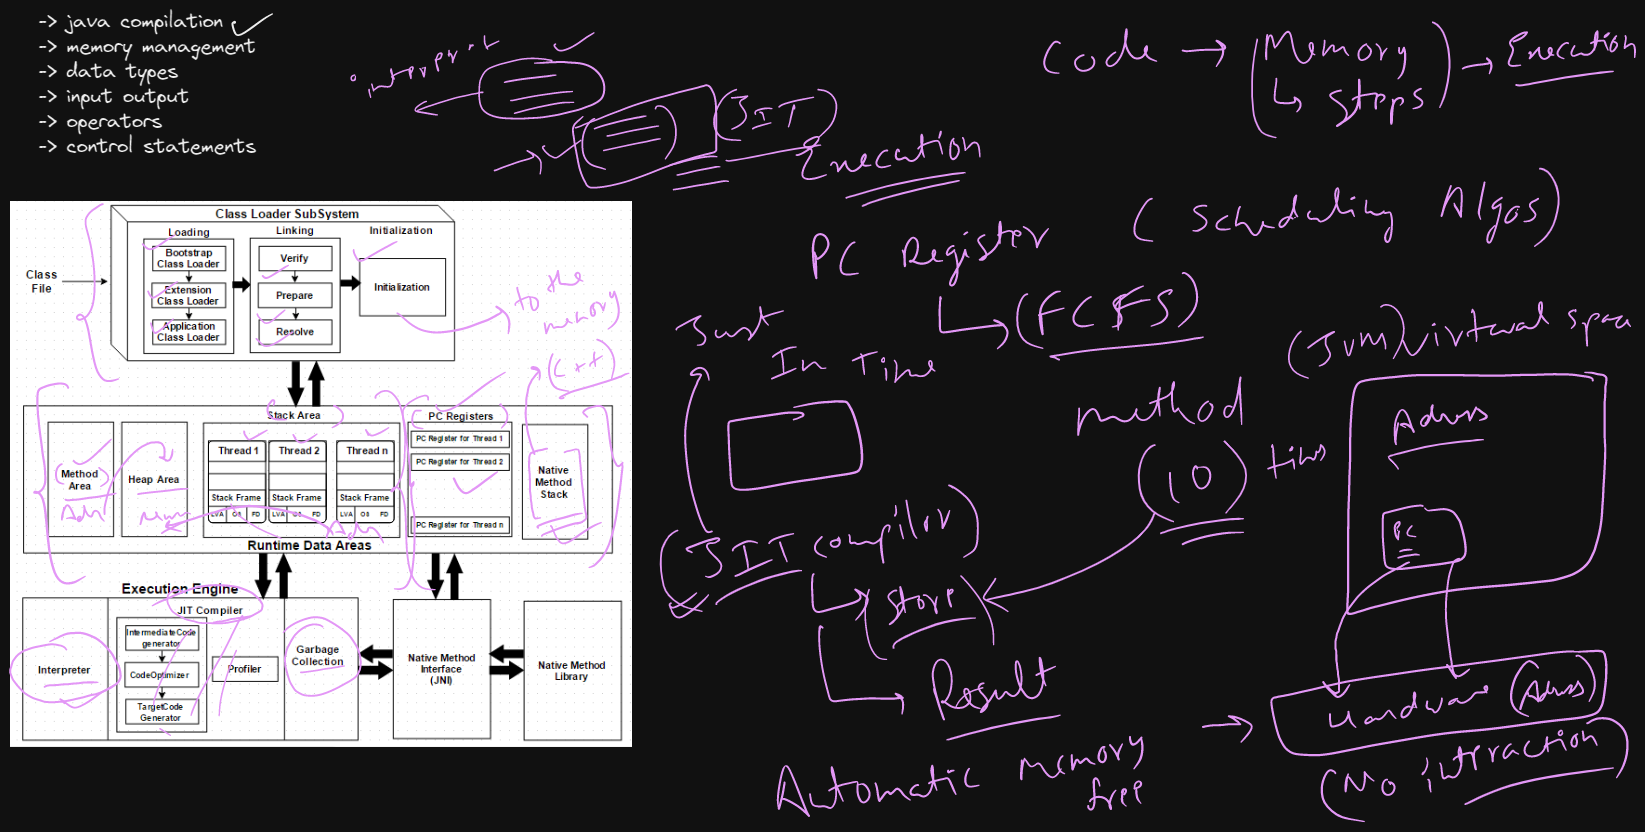 -> java compilation
-> memory management
-> data types
-> input output
-> operators
-> control statements
interpret
(JIT)
Execution
Code → (Memory → Execution
↳ steps)
PC Register
(Scheduling Algos)
↳ (FCFS)
Just
In Time
(JVM) virtual space
method
(10) times
Address
PC
JIT compiler
store
Result
Hardware (Address)
(No intraction)
Automatic memory
free
Class Loader SubSystem
Loading
Linking
Initialization
Bootstrap
Class Loader
Extension
Class Loader
Application
Class Loader
Verify
Prepare
Resolve
Initialization
Class
File
to the
memory
(C++)
Stack Area
PC Registers
Method
Area
Heap Area
Thread 1
Thread 2
Thread n
Stack Frame
Stack Frame
Stack Frame
LVA OS FD
LVA OS FD
LVA OS FD
PC Register for Thread 1
PC Register for Thread 2
PC Register for Thread n
Native
Method
Stack
Runtime Data Areas
Execution Engine
Interpreter
JIT Compiler
IntermediateCode
generator
CodeOptimizer
TargetCode
Generator
Profiler
Garbage
Collection
Native Method
Interface
(JNI)
Native Method
Library